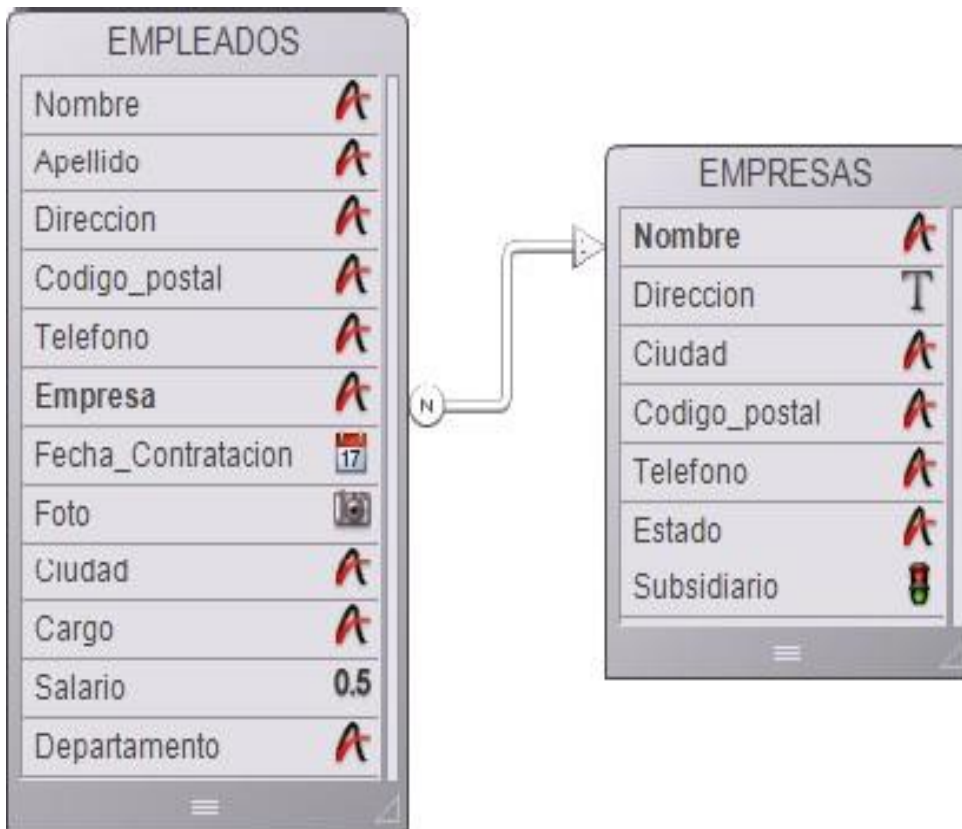 EMPLEADOS
Nombre
Apellido
Direccion
Codigo_postal
Telefono
Empresa
Fecha_Contratacion
17
Foto
Ciudad
Cargo
Salario 0.5
Departamento
N
EMPRESAS
Nombre
Direccion T
Ciudad
Codigo_postal
Telefono
Estado
Subsidiario